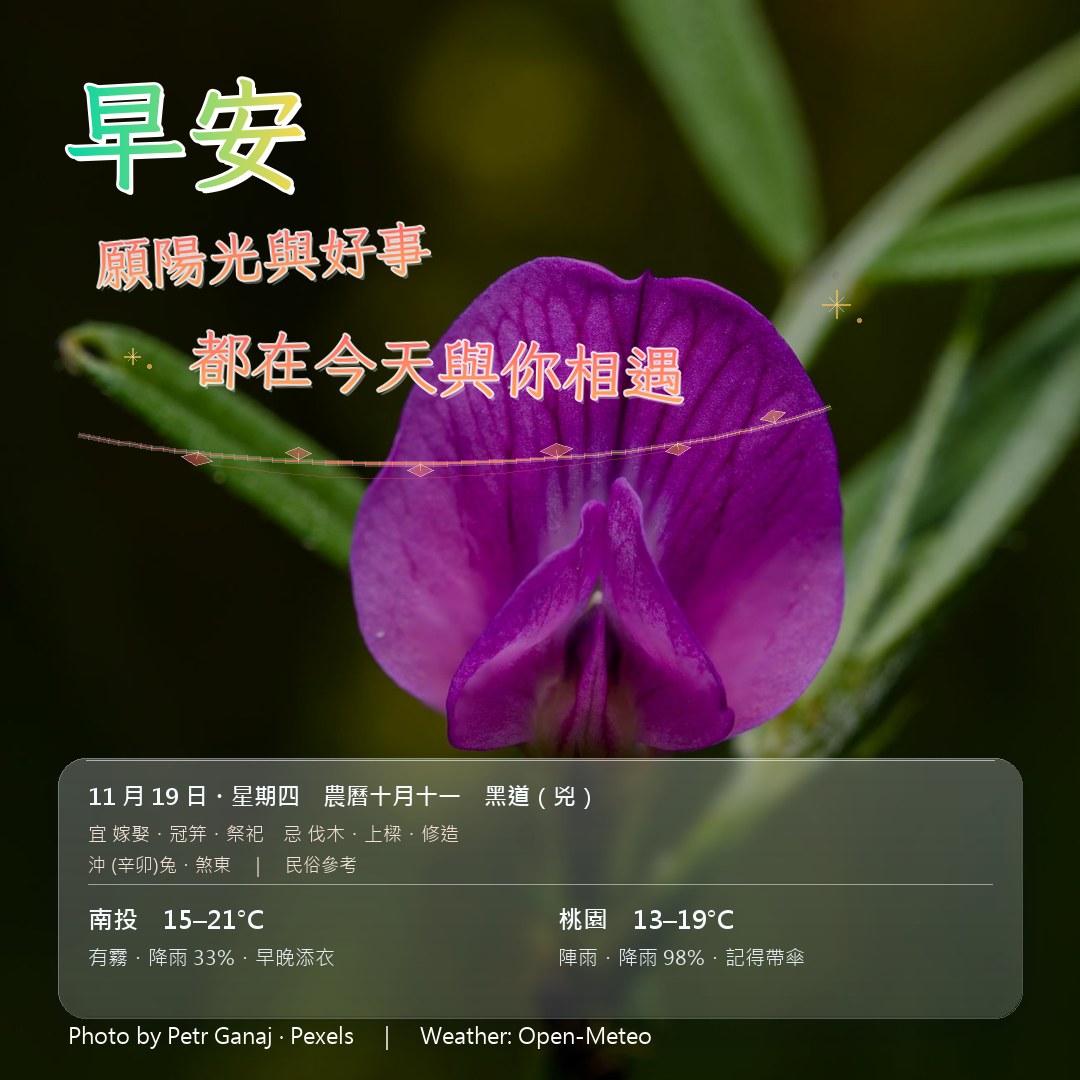 早安
願陽光與好事
都在今天與你相遇
11 月 19 日・星期四　農曆十月十一　黑道（兇）
宜 嫁娶・冠笄・祭祀　忌 伐木・上樑・修造
沖 (辛卯)兔・煞東　|　民俗參考
南投　15–21°C
有霧・降雨 33%・早晚添衣
桃園　13–19°C
陣雨・降雨 98%・記得帶傘
Photo by Petr Ganaj · Pexels　|　Weather: Open-Meteo